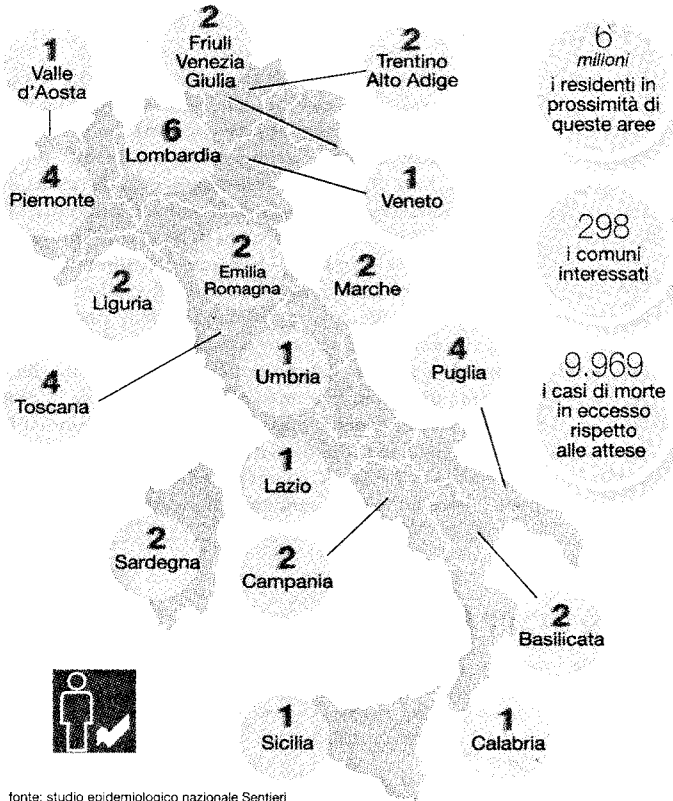 2
Friuli
Venezia
Giulia
1
Valle
d'Aosta
2
Trentino
Alto Adige
6
milioni
i residenti in
prossimità di
queste aree
6
Lombardia
4
Piemonte
1
Veneto
298
i comuni
interessati
2
Liguria
2
Emilia
Romagna
2
Marche
4
Toscana
1
Umbria
4
Puglia
9.969
i casi di morte
in eccesso
rispetto
alle attese
1
Lazio
2
Sardegna
2
Campania
2
Basilicata
1
Sicilia
1
Calabria
fonte: studio epidemiologico nazionale Sentieri